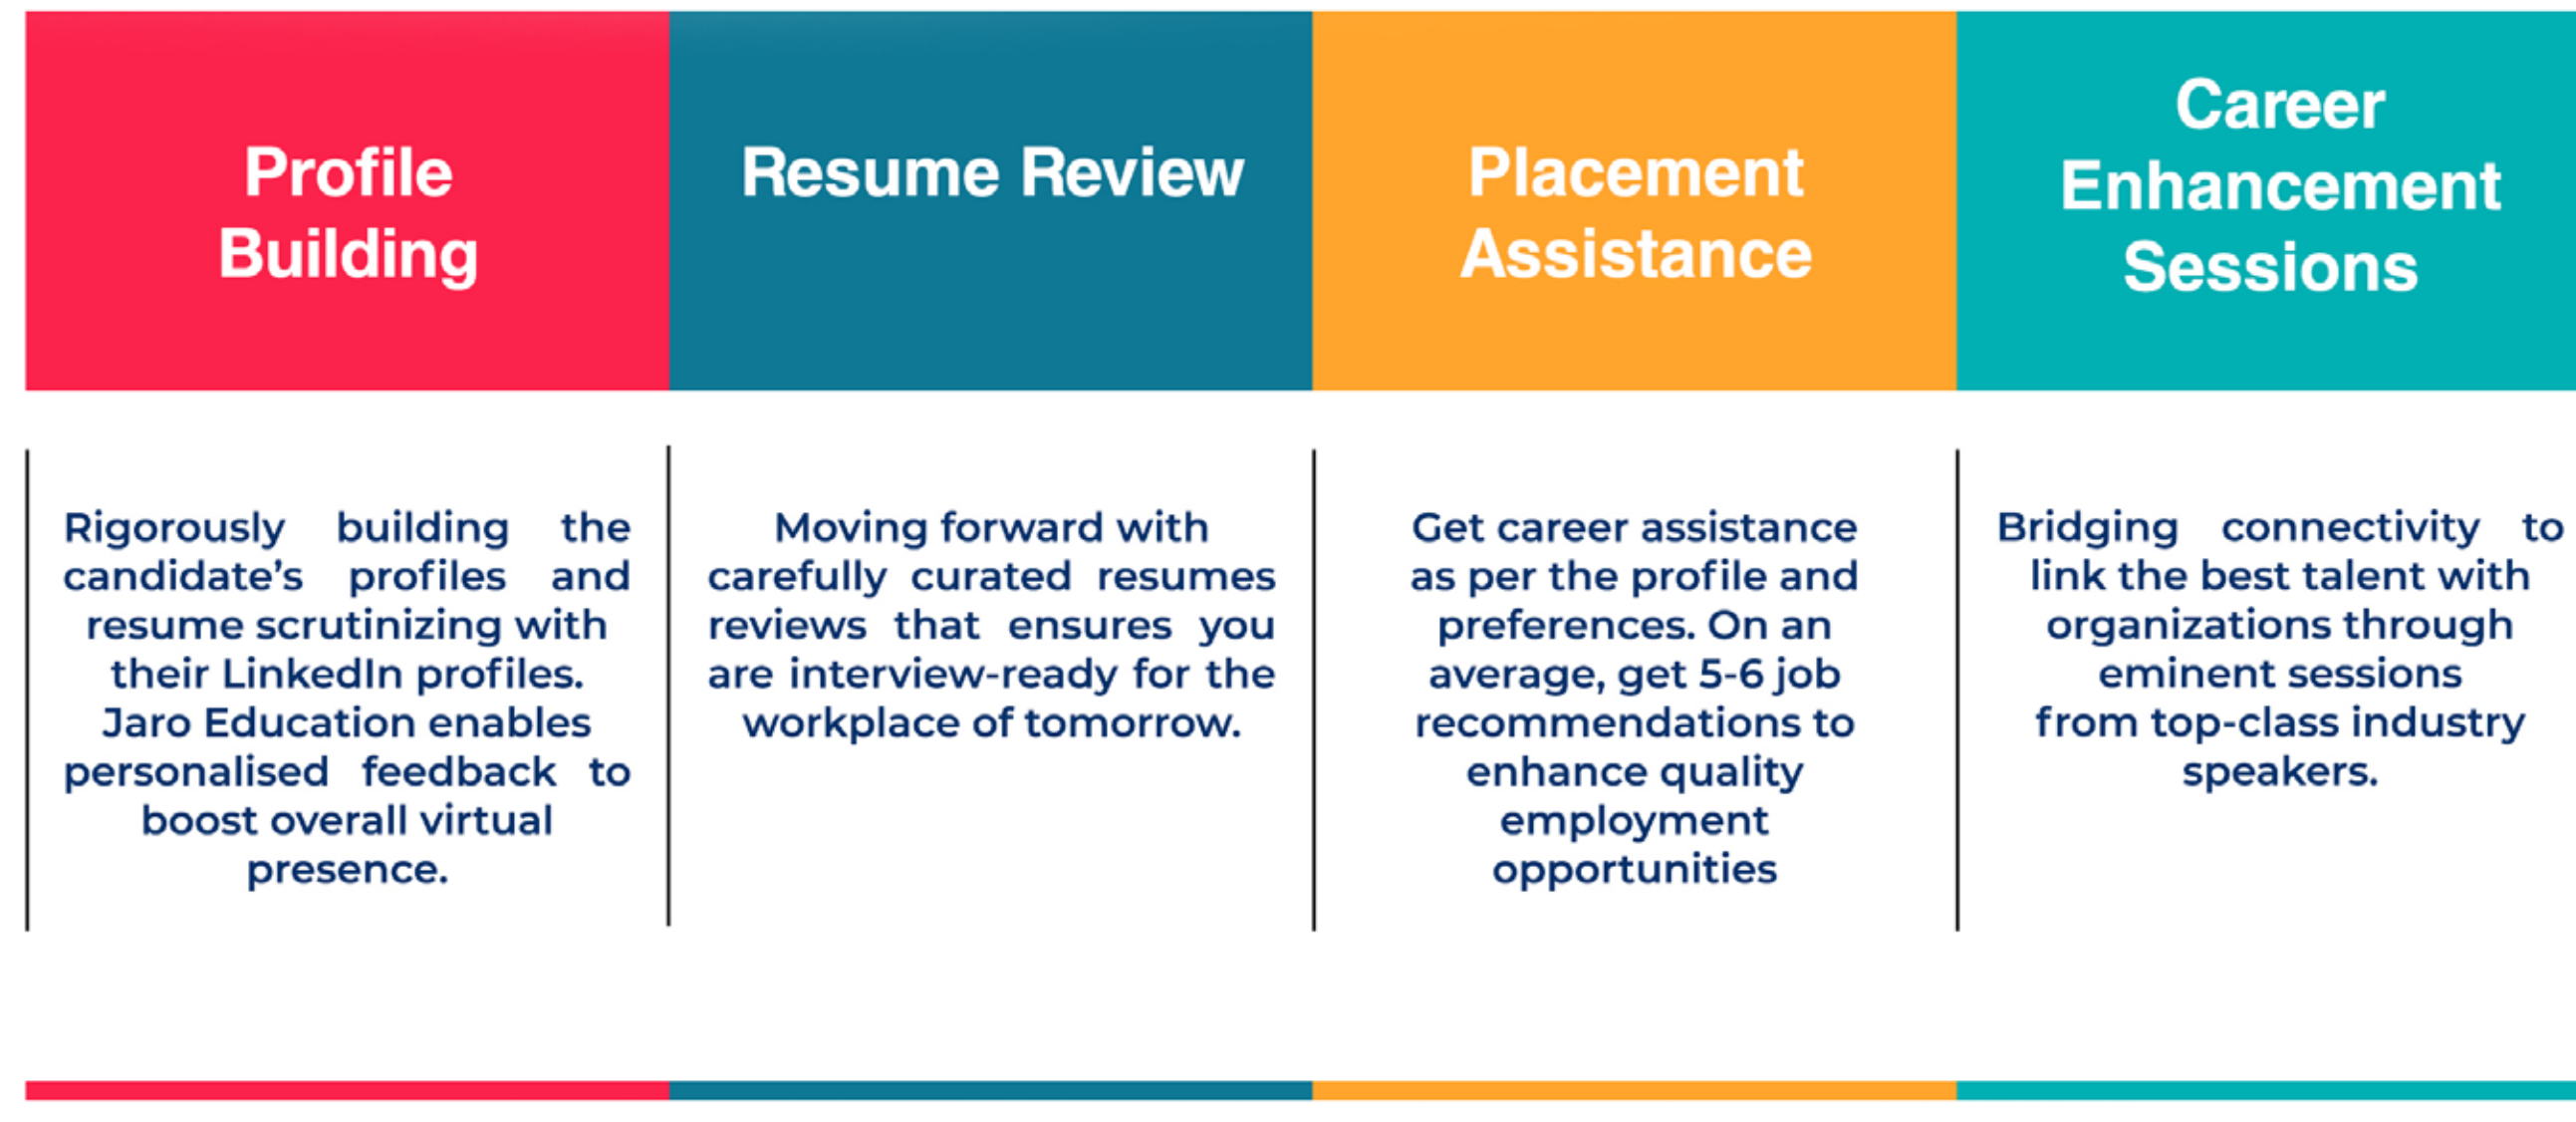 Profile
Building
Rigorously building the
candidate's profiles and
resume scrutinizing with
their LinkedIn profiles.
Jaro Education enables
personalised feedback to
boost overall virtual
presence.
Resume Review
Moving forward with
carefully curated resumes
reviews that ensures you
are interview-ready for the
workplace of tomorrow.
Placement
Assistance
Get career assistance
as per the profile and
preferences. On an
average, get 5-6 job
recommendations to
enhance quality
employment
opportunities
Career
Enhancement
Sessions
Bridging connectivity to
link the best talent with
organizations through
eminent sessions
from top-class industry
speakers.